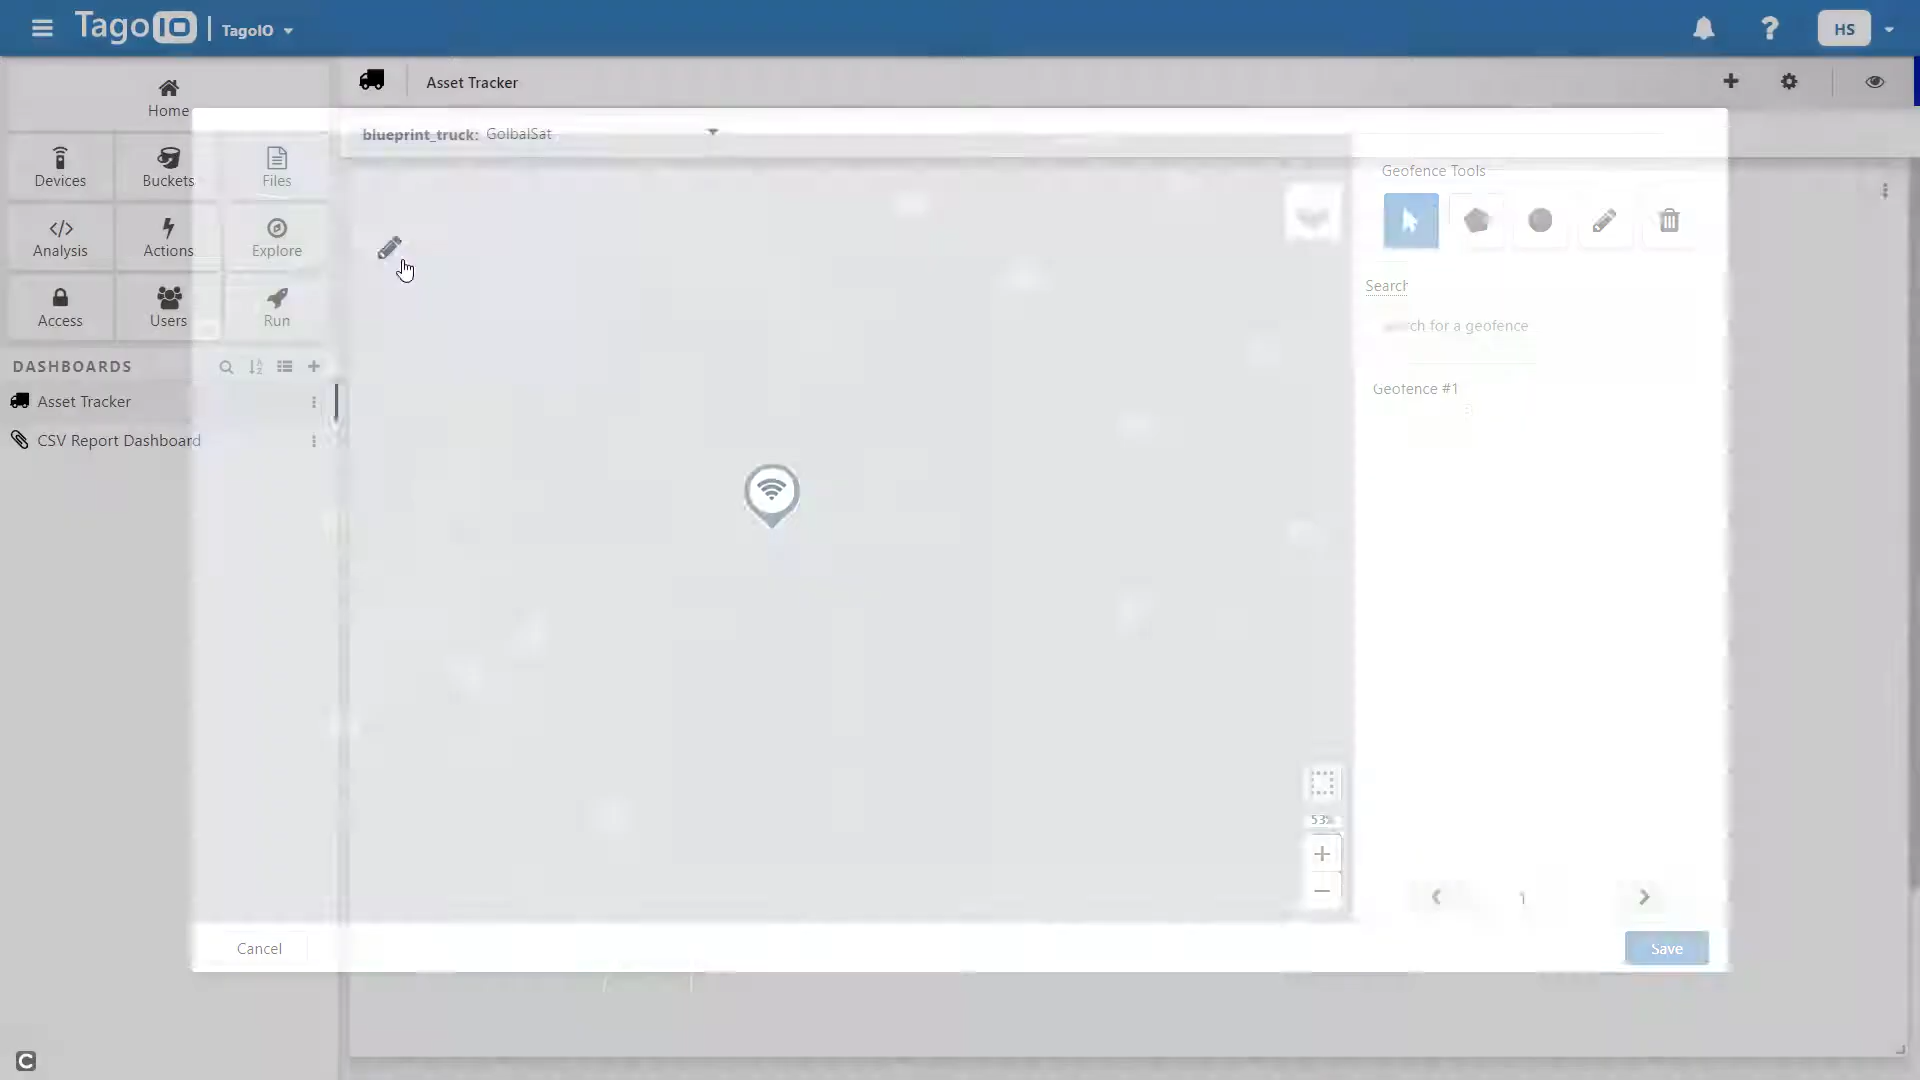 TagoIO | TagoIO
HS
Home
Asset Tracker
blueprint_truck: GolbalSat
Devices
Buckets
Files
Geofence Tools
Analysis
Actions
Explore
Search
Access
Users
Run
rch for a geofence
DASHBOARDS
Asset Tracker
Geofence #1
CSV Report Dashboard
53%
1
Cancel
Save
C